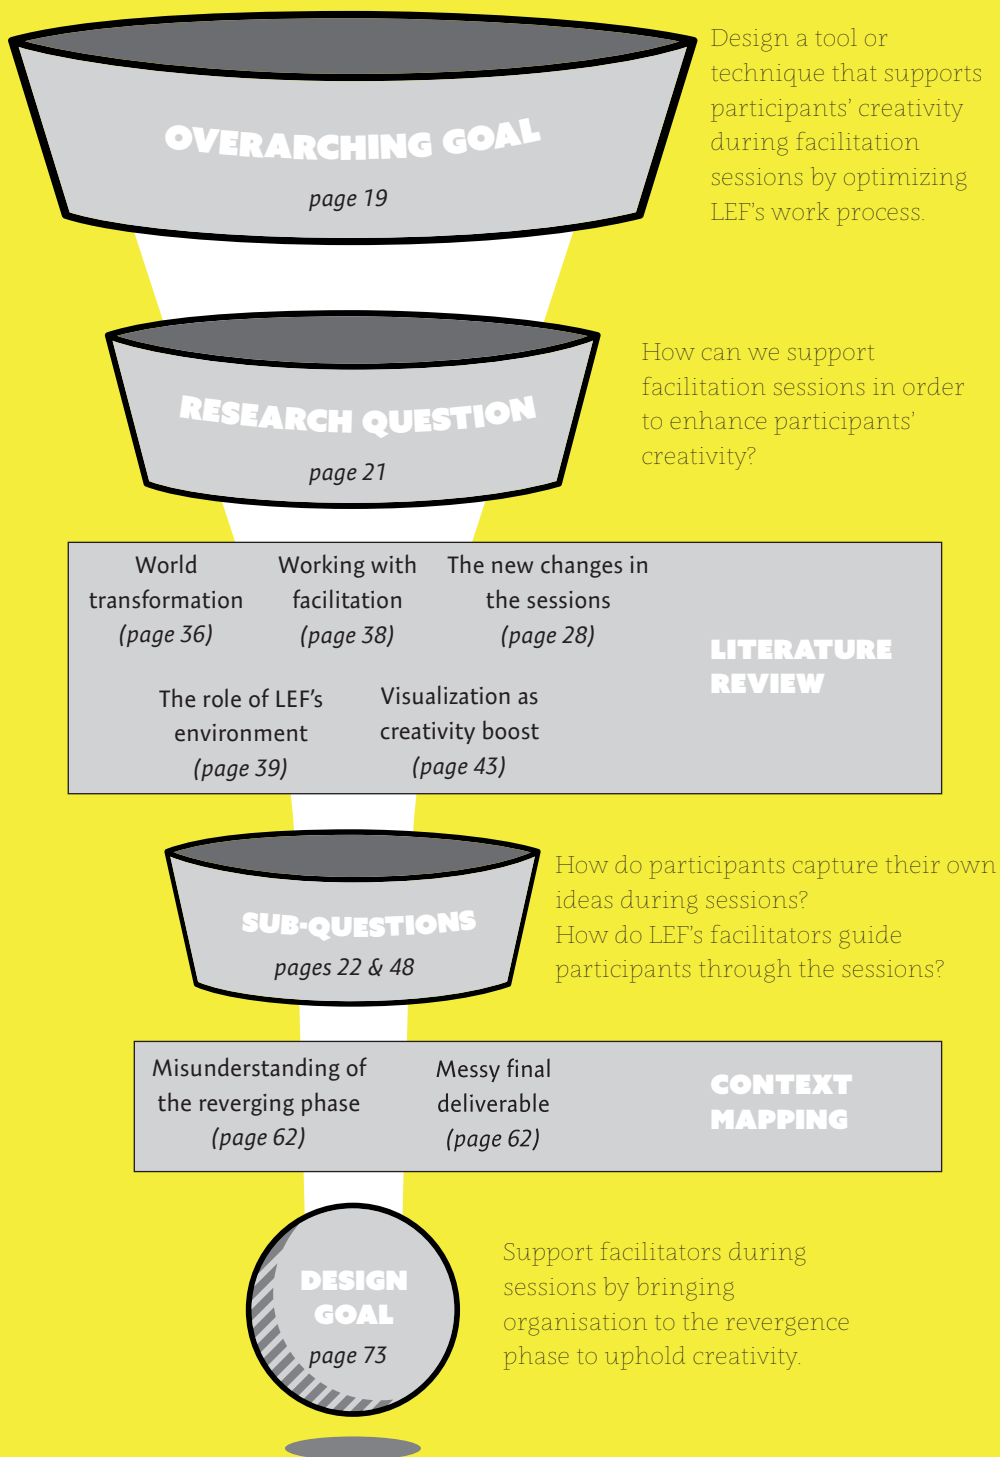 OVERARCHING GOAL
page 19
Design a tool or
technique that supports
participants’ creativity
during facilitation
sessions by optimizing
LEF’s work process.
RESEARCH QUESTION
page 21
How can we support
facilitation sessions in order
to enhance participants’
creativity?
World
transformation
(page 36)
Working with
facilitation
(page 38)
The new changes in
the sessions
(page 28)
The role of LEF’s
environment
(page 39)
Visualization as
creativity boost
(page 43)
LITERATURE
REVIEW
SUB-QUESTIONS
pages 22 & 48
How do participants capture their own
ideas during sessions?
How do LEF’s facilitators guide
participants through the sessions?
Misunderstanding of
the reverging phase
(page 62)
Messy final
deliverable
(page 62)
CONTEXT
MAPPING
DESIGN
GOAL
page 73
Support facilitators during
sessions by bringing
organisation to the revergence
phase to uphold creativity.